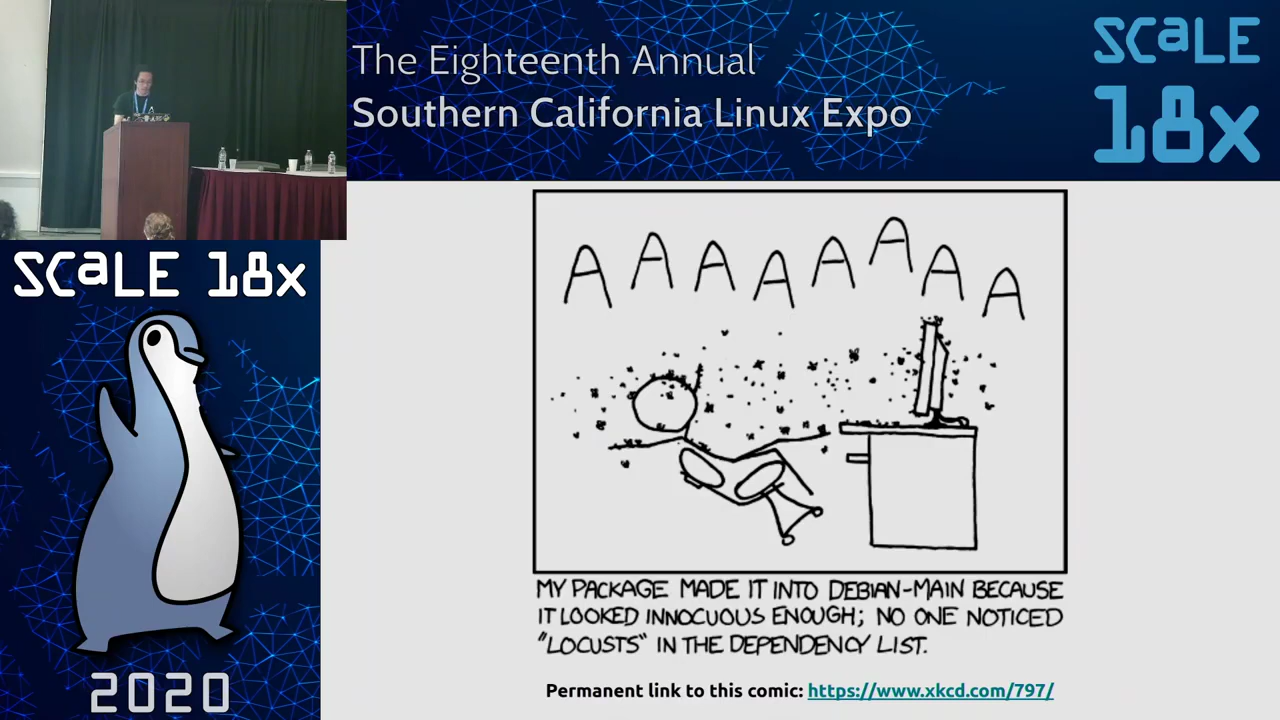 The Eighteenth Annual
Southern California Linux Expo
SCaLE
18x
SCaLE 18x
2020
A A A A A A A A
MY PACKAGE MADE IT INTO DEBIAN-MAIN BECAUSE
IT LOOKED INNOCUOUS ENOUGH; NO ONE NOTICED
"LOCUSTS" IN THE DEPENDENCY LIST.
Permanent link to this comic: https://www.xkcd.com/797/